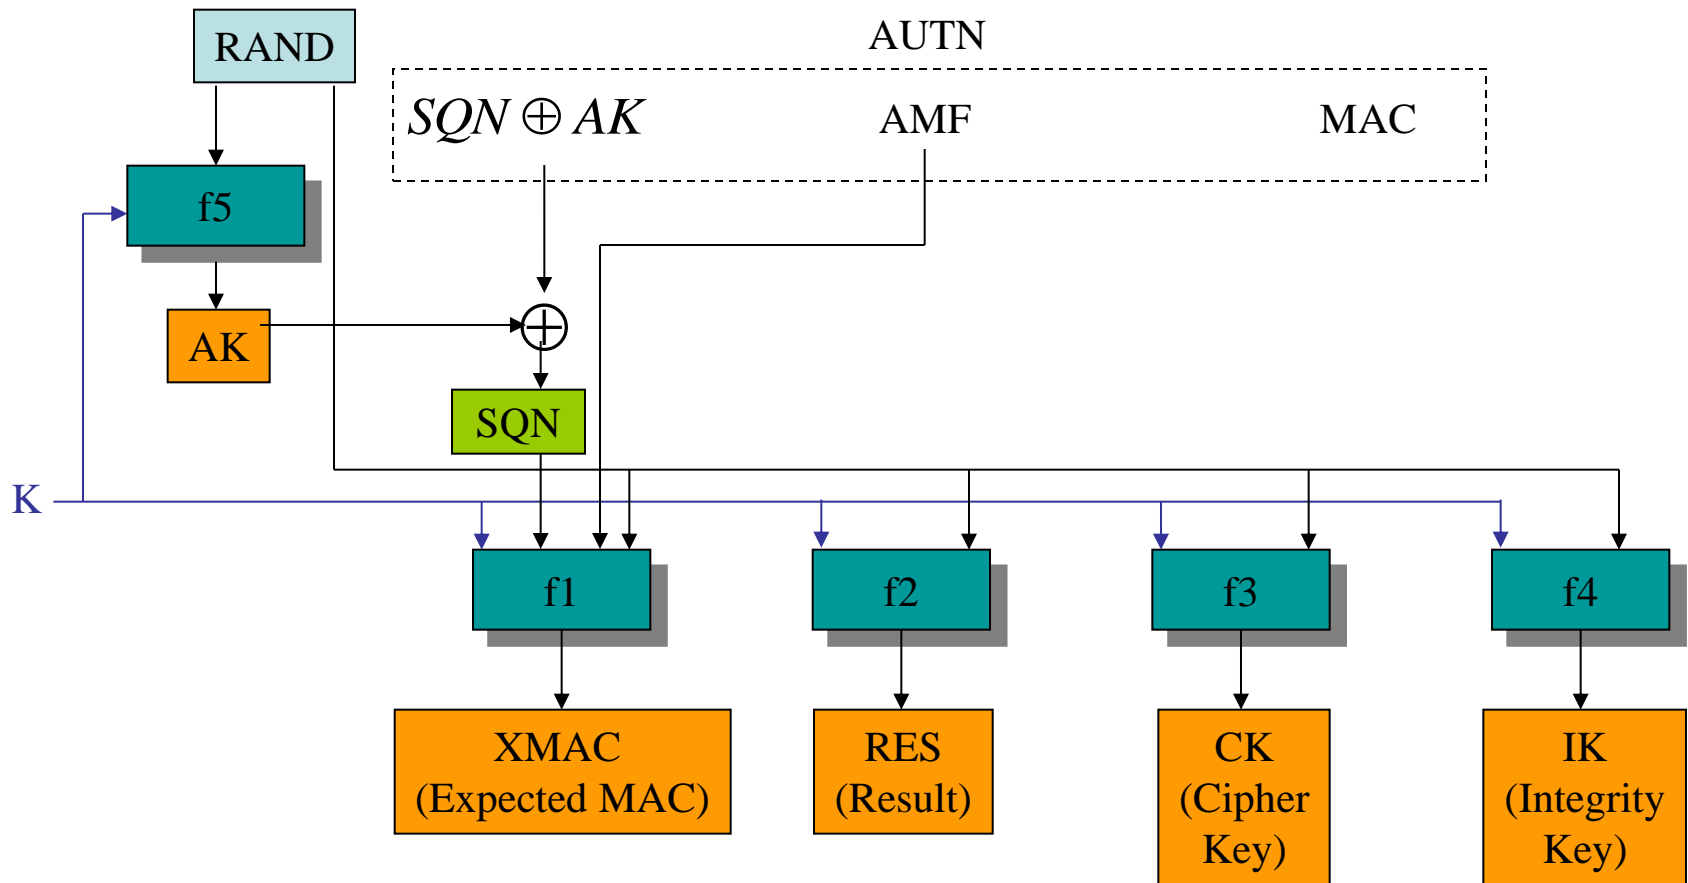 RAND
AUTN
SQN ⊕ AK
AMF
MAC
f5
AK
SQN
K
f1
f2
f3
f4
XMAC
(Expected MAC)
RES
(Result)
CK
(Cipher
Key)
IK
(Integrity
Key)